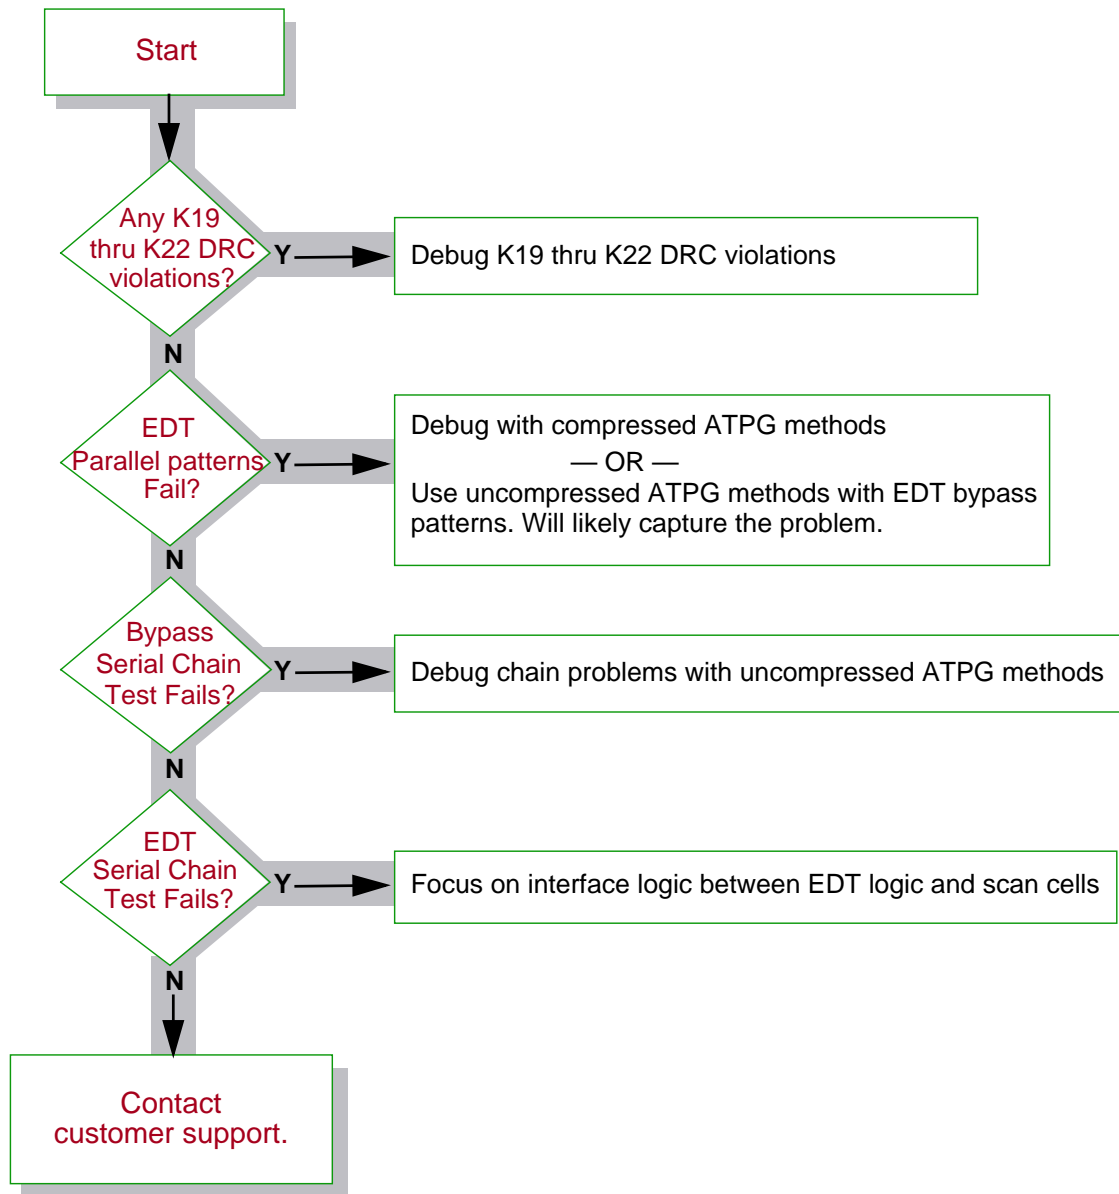 Start
Any K19
thru K22 DRC
violations?
Y
Debug K19 thru K22 DRC violations
N
EDT
Parallel patterns
Fail?
Y
Debug with compressed ATPG methods
— OR —
Use uncompressed ATPG methods with EDT bypass
patterns. Will likely capture the problem.
N
Bypass
Serial Chain
Test Fails?
Y
Debug chain problems with uncompressed ATPG methods
N
EDT
Serial Chain
Test Fails?
Y
Focus on interface logic between EDT logic and scan cells
N
Contact
customer support.